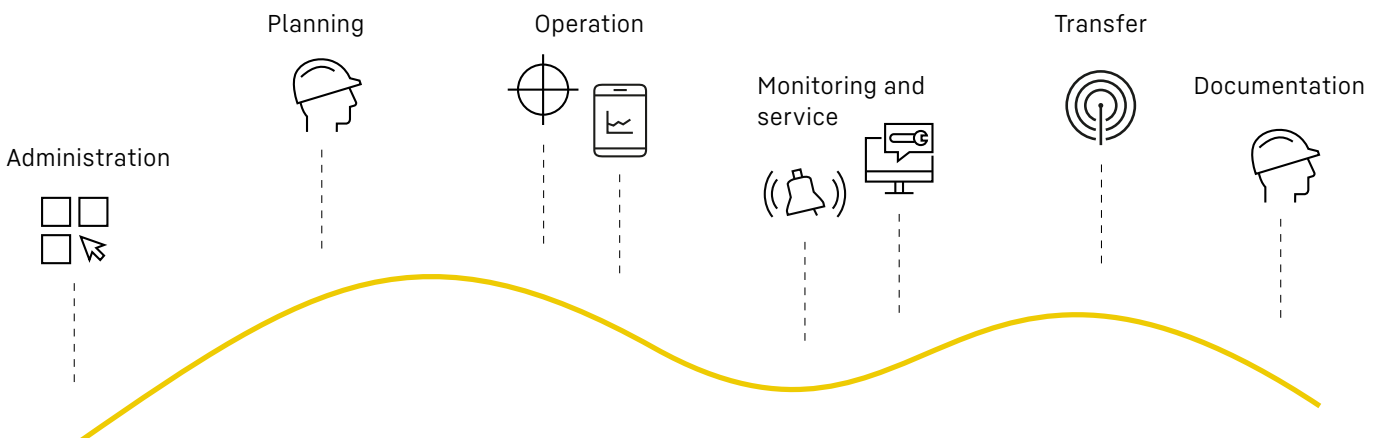 Administration
Planning
Operation
Monitoring and
service
Transfer
Documentation